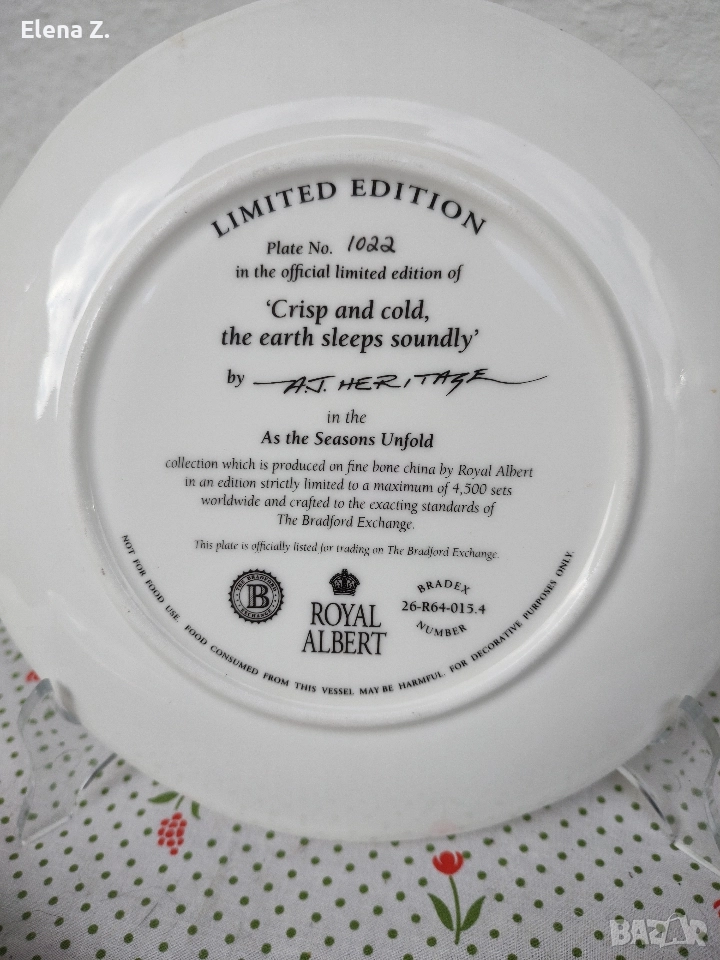 Elena Z.
LIMITED EDITION
Plate No. 1022
in the official limited edition of
‘Crisp and cold,
the earth sleeps soundly’
by A.J. HERITAGE
in the
As the Seasons Unfold
collection which is produced on fine bone china by Royal Albert
in an edition strictly limited to a maximum of 4,500 sets
worldwide and crafted to the exacting standards of
The Bradford Exchange.
This plate is officially listed for trading on The Bradford Exchange.
THE BRADFORD
B
EXCHANGE
ROYAL
ALBERT
BRADEX
26-R64-015.4
NUMBER
NOT FOR FOOD USE. FOOD CONSUMED FROM THIS VESSEL MAY BE HARMFUL. FOR DECORATIVE PURPOSES ONLY.
BAZAR